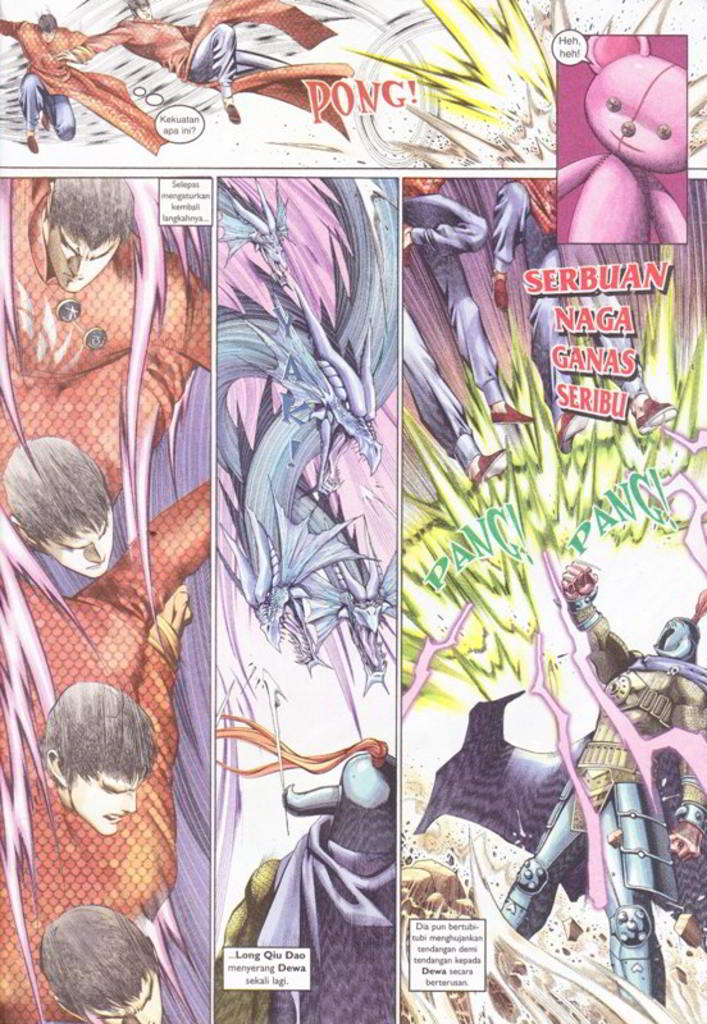 Kekuatan
apa ini?
PONG!
Heh,
heh!
Selepas
mengaturkan
kembali
langkahnya...
YAAK!
...Long Qiu Dao
menyerang Dewa
sekali lagi.
SERBUAN
NAGA
GANAS
SERIBU
PANG!
PANG!
Dia pun bertubi-
tubi menghujankan
tendangan demi
tendangan kepada
Dewa secara
berterusan.